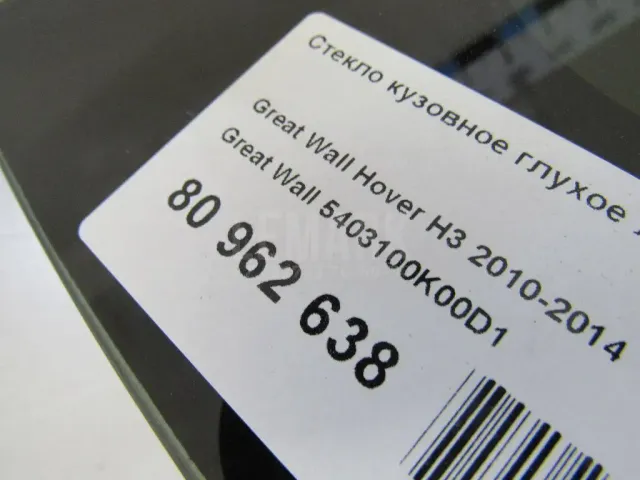 Стекло кузовное глухое
Great Wall Hover H3 2010-2014
Great Wall 5403100K00D1
80 962 638